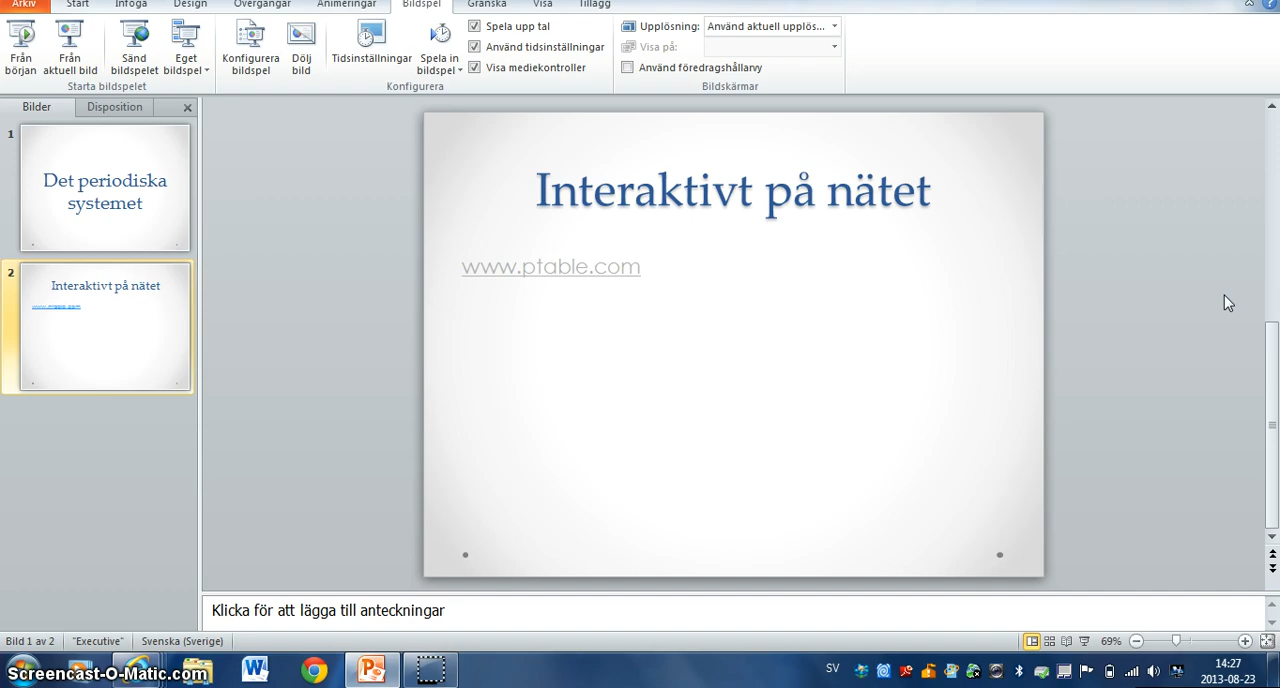 Arkiv Start Infoga Design Övergångar Animeringar Bildspel Granska Visa Tillägg
Från början
Från aktuell bild
Sänd bildspelet
Eget bildspel
Starta bildspelet
Konfigurera bildspel
Dölj bild
Tidsinställningar
Spela in bildspel
Spela upp tal
Använd tidsinställningar
Visa mediekontroller
Konfigurera
Upplösning: Använd aktuell upplös...
Visa på:
Använd föredragshållarvy
Bildskärmar
Bilder Disposition
1
Det periodiska
systemet
2
Interaktivt på nätet
www.ptable.com
Interaktivt på nätet
www.ptable.com
Klicka för att lägga till anteckningar
Bild 1 av 2 "Executive" Svenska (Sverige) 69%
Screencast-O-Matic.com
SV
14:27
2013-08-23